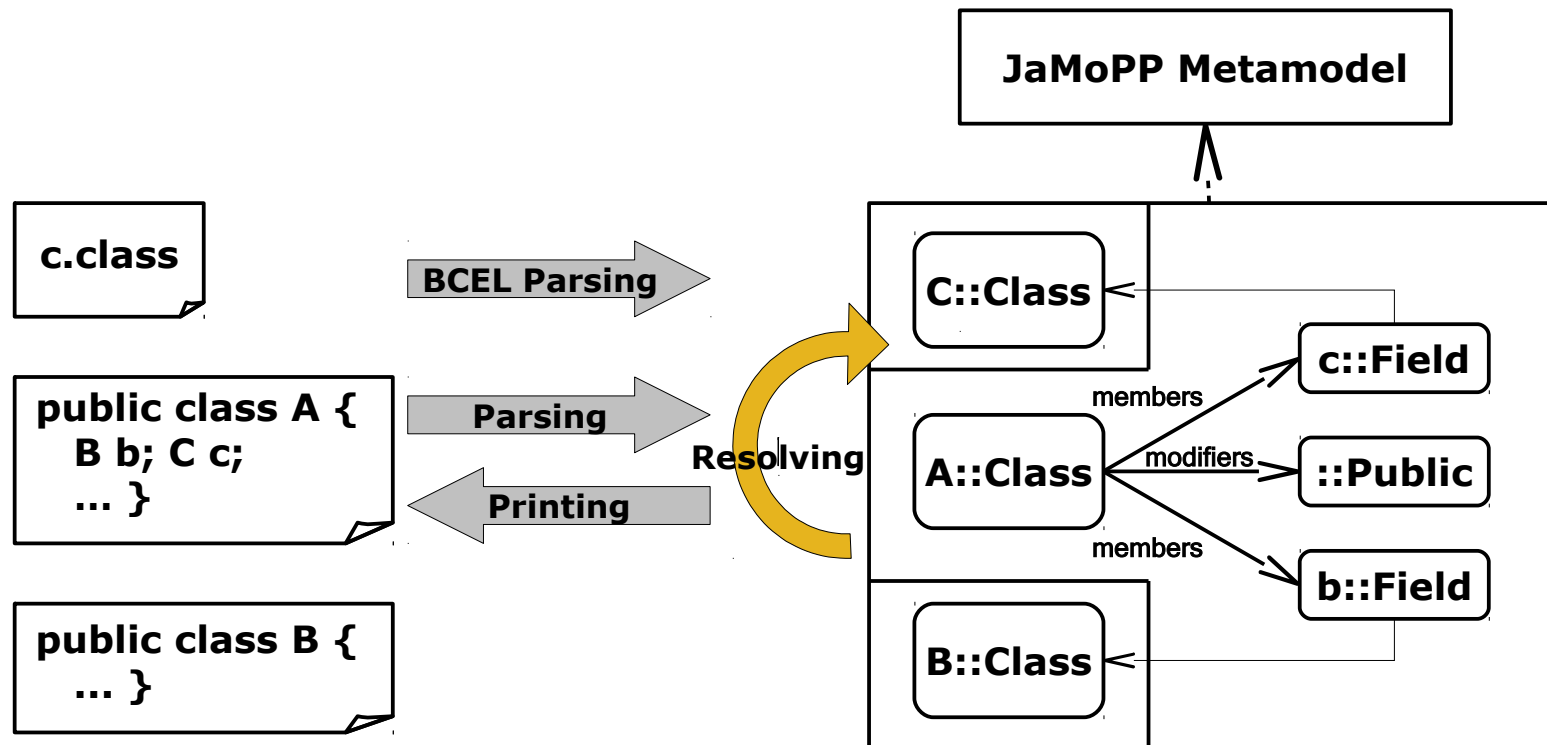 JaMoPP Metamodel
c.class
BCEL Parsing
C::Class
c::Field
public class A {
B b; C c;
... }
Parsing
Printing
Resolving
A::Class
members
modifiers
members
::Public
b::Field
public class B {
... }
B::Class